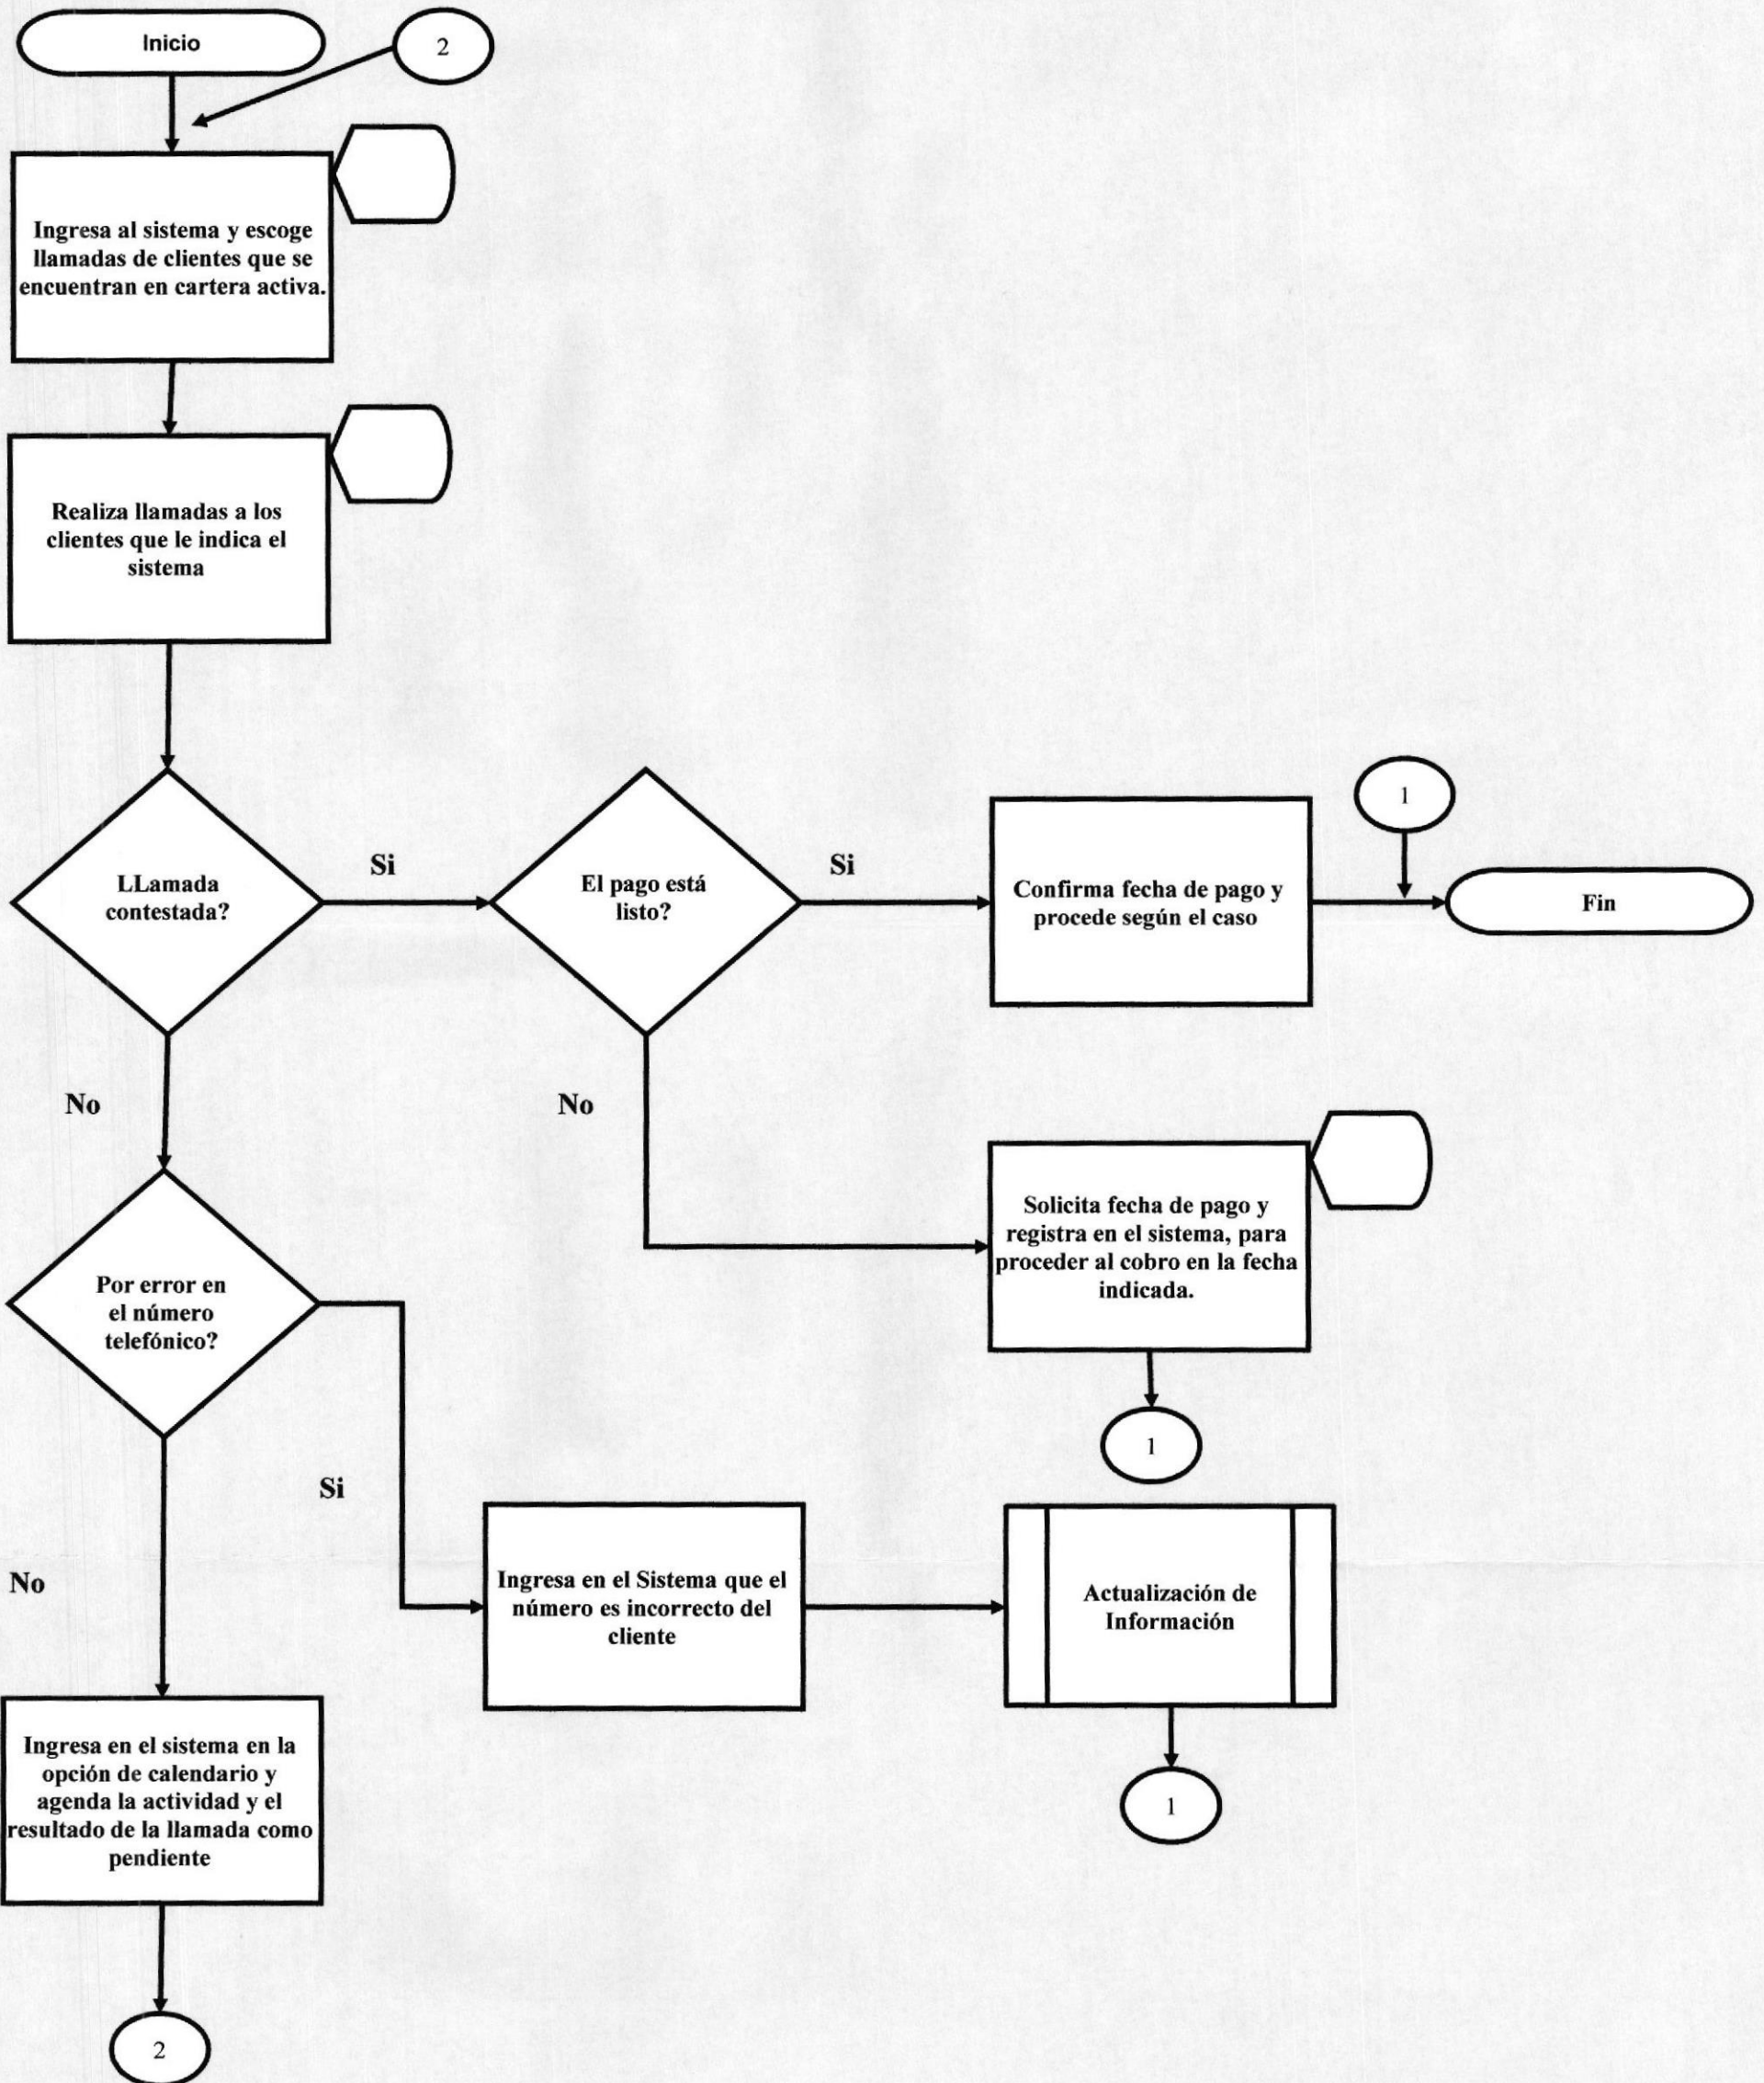 Inicio
2
Ingresa al sistema y escoge
llamadas de clientes que se
encuentran en cartera activa.
Realiza llamadas a los
clientes que le indica el
sistema
LLamada
contestada?
Si
El pago está
listo?
Si
Confirma fecha de pago y
procede según el caso
1
Fin
No
No
Solicita fecha de pago y
registra en el sistema, para
proceder al cobro en la fecha
indicada.
1
Por error en
el número
telefónico?
Si
No
Ingresa en el Sistema que el
número es incorrecto del
cliente
Actualización de
Información
1
Ingresa en el sistema en la
opción de calendario y
agenda la actividad y el
resultado de la llamada como
pendiente
2